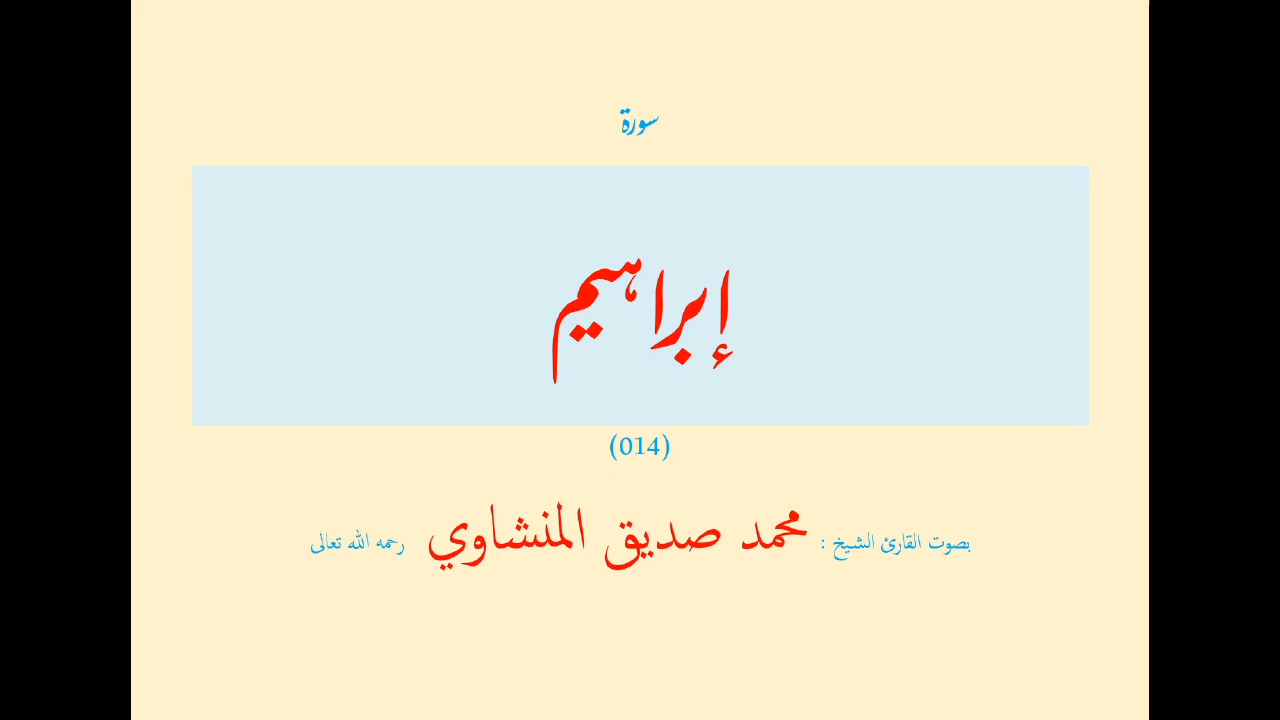 سورة
إبراهيم
(014)
بصوت القارئ الشيخ : محمد صديق المنشاوي رحمه الله تعالى